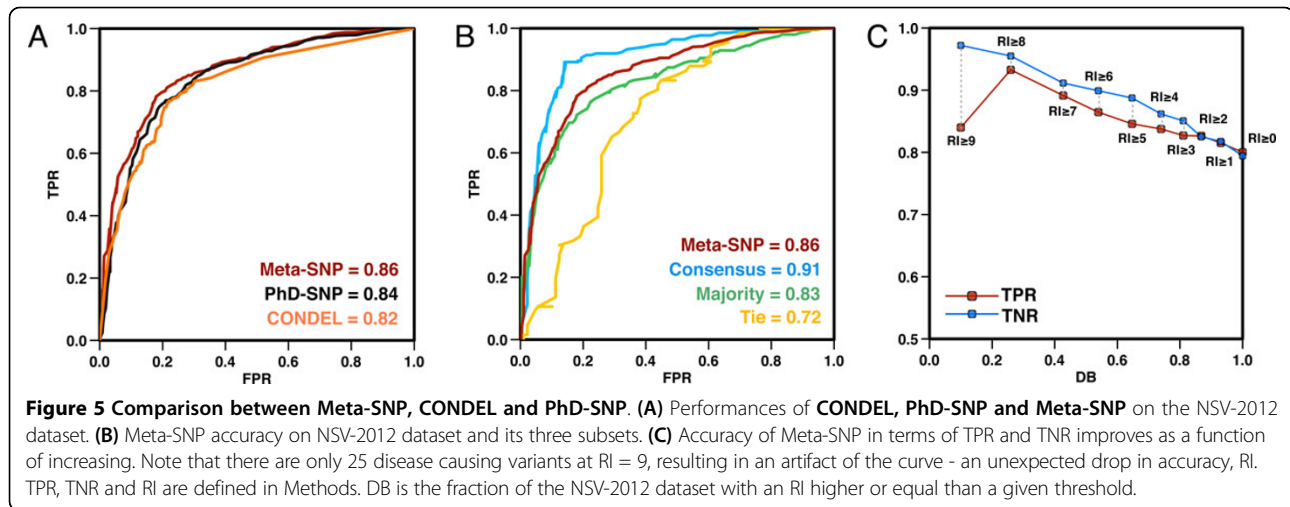 A
1.0
0.8
0.6
0.4
0.2
0.0
TPR
0.0 0.2 0.4 0.6 0.8 1.0
FPR
Meta-SNP = 0.86
PhD-SNP = 0.84
CONDEL = 0.82
B
1.0
0.8
0.6
0.4
0.2
0.0
TPR
0.0 0.2 0.4 0.6 0.8 1.0
FPR
Meta-SNP = 0.86
Consensus = 0.91
Majority = 0.83
Tie = 0.72
C
1.0
0.9
0.8
0.7
0.6
0.5
0.0 0.2 0.4 0.6 0.8 1.0
DB
RI≥9
RI≥8
RI≥7
RI≥6
RI≥5
RI≥4
RI≥3
RI≥2
RI≥1
RI≥0
TPR
TNR
Figure 5 Comparison between Meta-SNP, CONDEL and PhD-SNP. (A) Performances of CONDEL, PhD-SNP and Meta-SNP on the NSV-2012
dataset. (B) Meta-SNP accuracy on NSV-2012 dataset and its three subsets. (C) Accuracy of Meta-SNP in terms of TPR and TNR improves as a function
of increasing. Note that there are only 25 disease causing variants at RI = 9, resulting in an artifact of the curve - an unexpected drop in accuracy, RI.
TPR, TNR and RI are defined in Methods. DB is the fraction of the NSV-2012 dataset with an RI higher or equal than a given threshold.